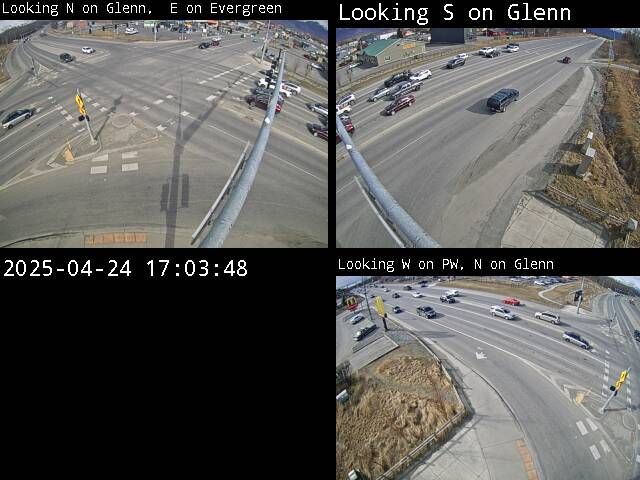 Looking N on Glenn, E on Evergreen
Looking S on Glenn
2025-04-24 17:03:48
Looking W on PW, N on Glenn